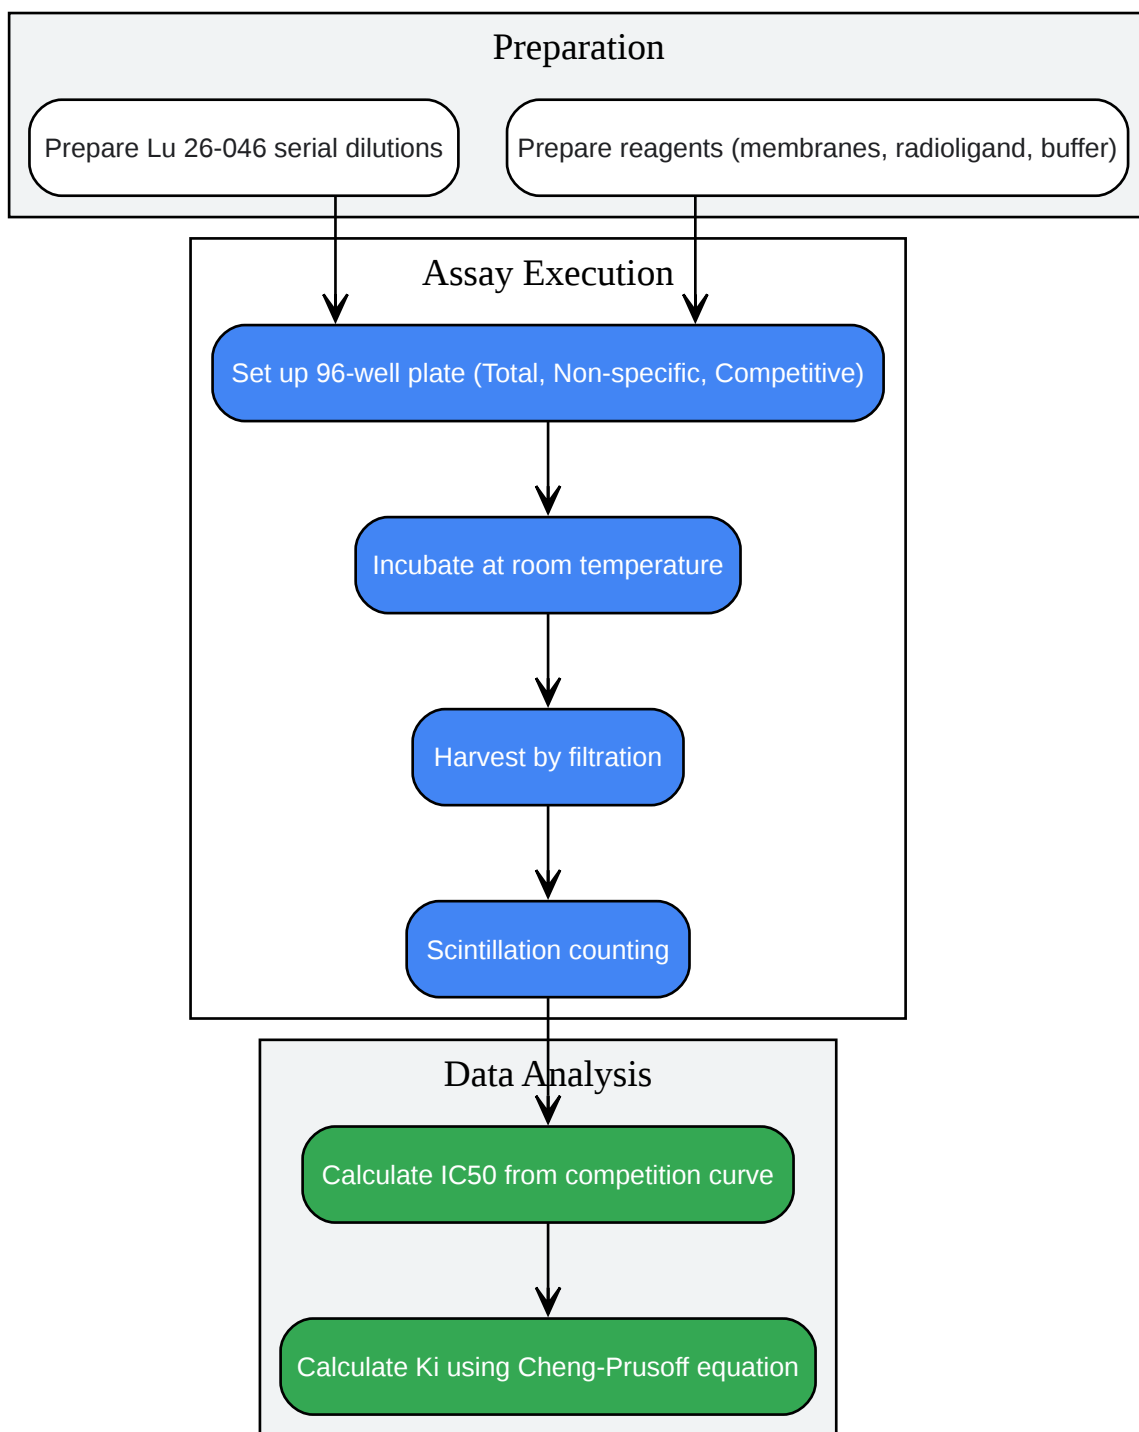 Preparation
Prepare Lu 26-046 serial dilutions
Prepare reagents (membranes, radioligand, buffer)
Assay Execution
Set up 96-well plate (Total, Non-specific, Competitive)
Incubate at room temperature
Harvest by filtration
Scintillation counting
Data Analysis
Calculate IC50 from competition curve
Calculate Ki using Cheng-Prusoff equation